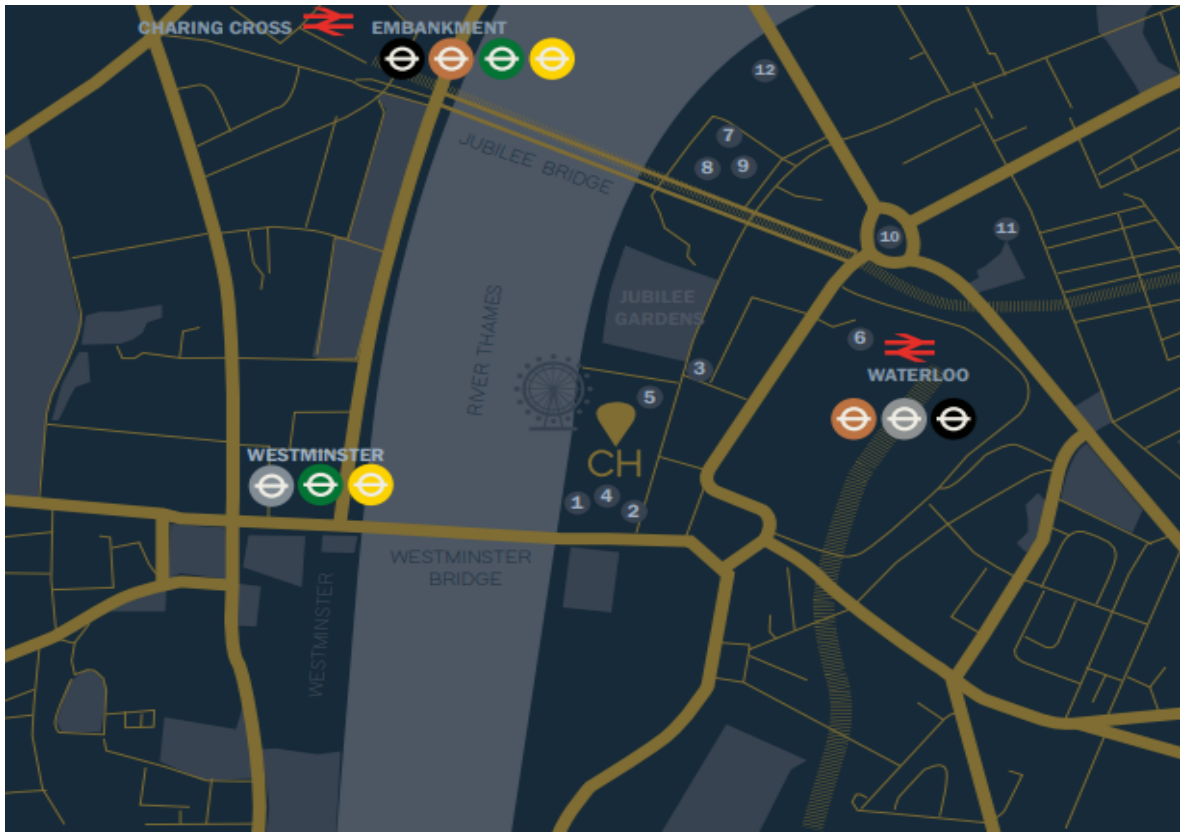 CHARING CROSS
EMBANKMENT
12
JUBILEE BRIDGE
7
8
9
10
11
RIVER THAMES
JUBILEE
GARDENS
6
WATERLOO
3
5
CH
WESTMINSTER
1
4
2
WESTMINSTER
BRIDGE
WESTMINSTER